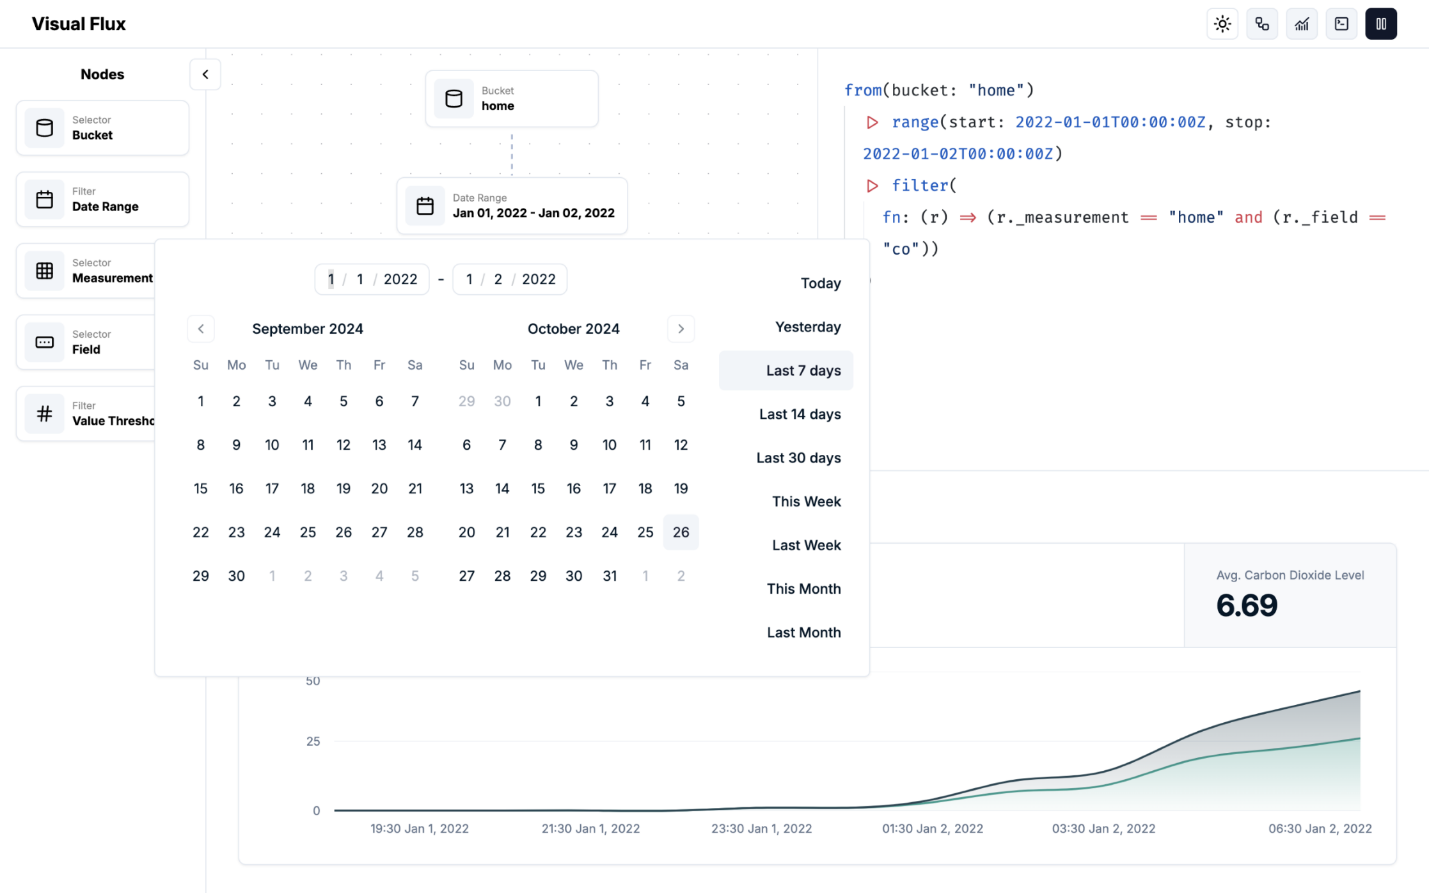 Visual Flux
Nodes
Selector
Bucket
Filter
Date Range
Selector
Measurement
Selector
Field
Filter
Value Thresho
Bucket
home
Date Range
Jan 01, 2022 - Jan 02, 2022
from(bucket: "home")
▷ range(start: 2022-01-01T00:00:00Z, stop:
2022-01-02T00:00:00Z)
▷ filter(
fn: (r) ⇒ (r._measurement == "home" and (r._field ==
"co"))
)
1 / 1 / 2022 - 1 / 2 / 2022
September 2024
Su Mo Tu We Th Fr Sa
1 2 3 4 5 6 7
8 9 10 11 12 13 14
15 16 17 18 19 20 21
22 23 24 25 26 27 28
29 30 1 2 3 4 5
October 2024
Su Mo Tu We Th Fr Sa
29 30 1 2 3 4 5
6 7 8 9 10 11 12
13 14 15 16 17 18 19
20 21 22 23 24 25 26
27 28 29 30 31 1 2
Today
Yesterday
Last 7 days
Last 14 days
Last 30 days
This Week
Last Week
This Month
Last Month
Avg. Carbon Dioxide Level
6.69
50
25
0
19:30 Jan 1, 2022
21:30 Jan 1, 2022
23:30 Jan 1, 2022
01:30 Jan 2, 2022
03:30 Jan 2, 2022
06:30 Jan 2, 2022